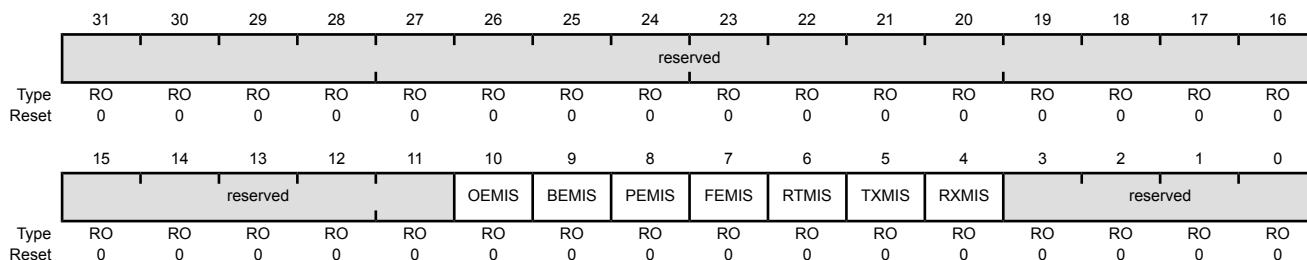 31 30 29 28 27 26 25 24 23 22 21 20 19 18 17 16
reserved
Type RO RO RO RO RO RO RO RO RO RO RO RO RO RO RO RO
Reset 0 0 0 0 0 0 0 0 0 0 0 0 0 0 0 0
15 14 13 12 11 10 9 8 7 6 5 4 3 2 1 0
reserved OEMIS BEMIS PEMIS FEMIS RTMIS TXMIS RXMIS reserved
Type RO RO RO RO RO RO RO RO RO RO RO RO RO RO RO RO
Reset 0 0 0 0 0 0 0 0 0 0 0 0 0 0 0 0